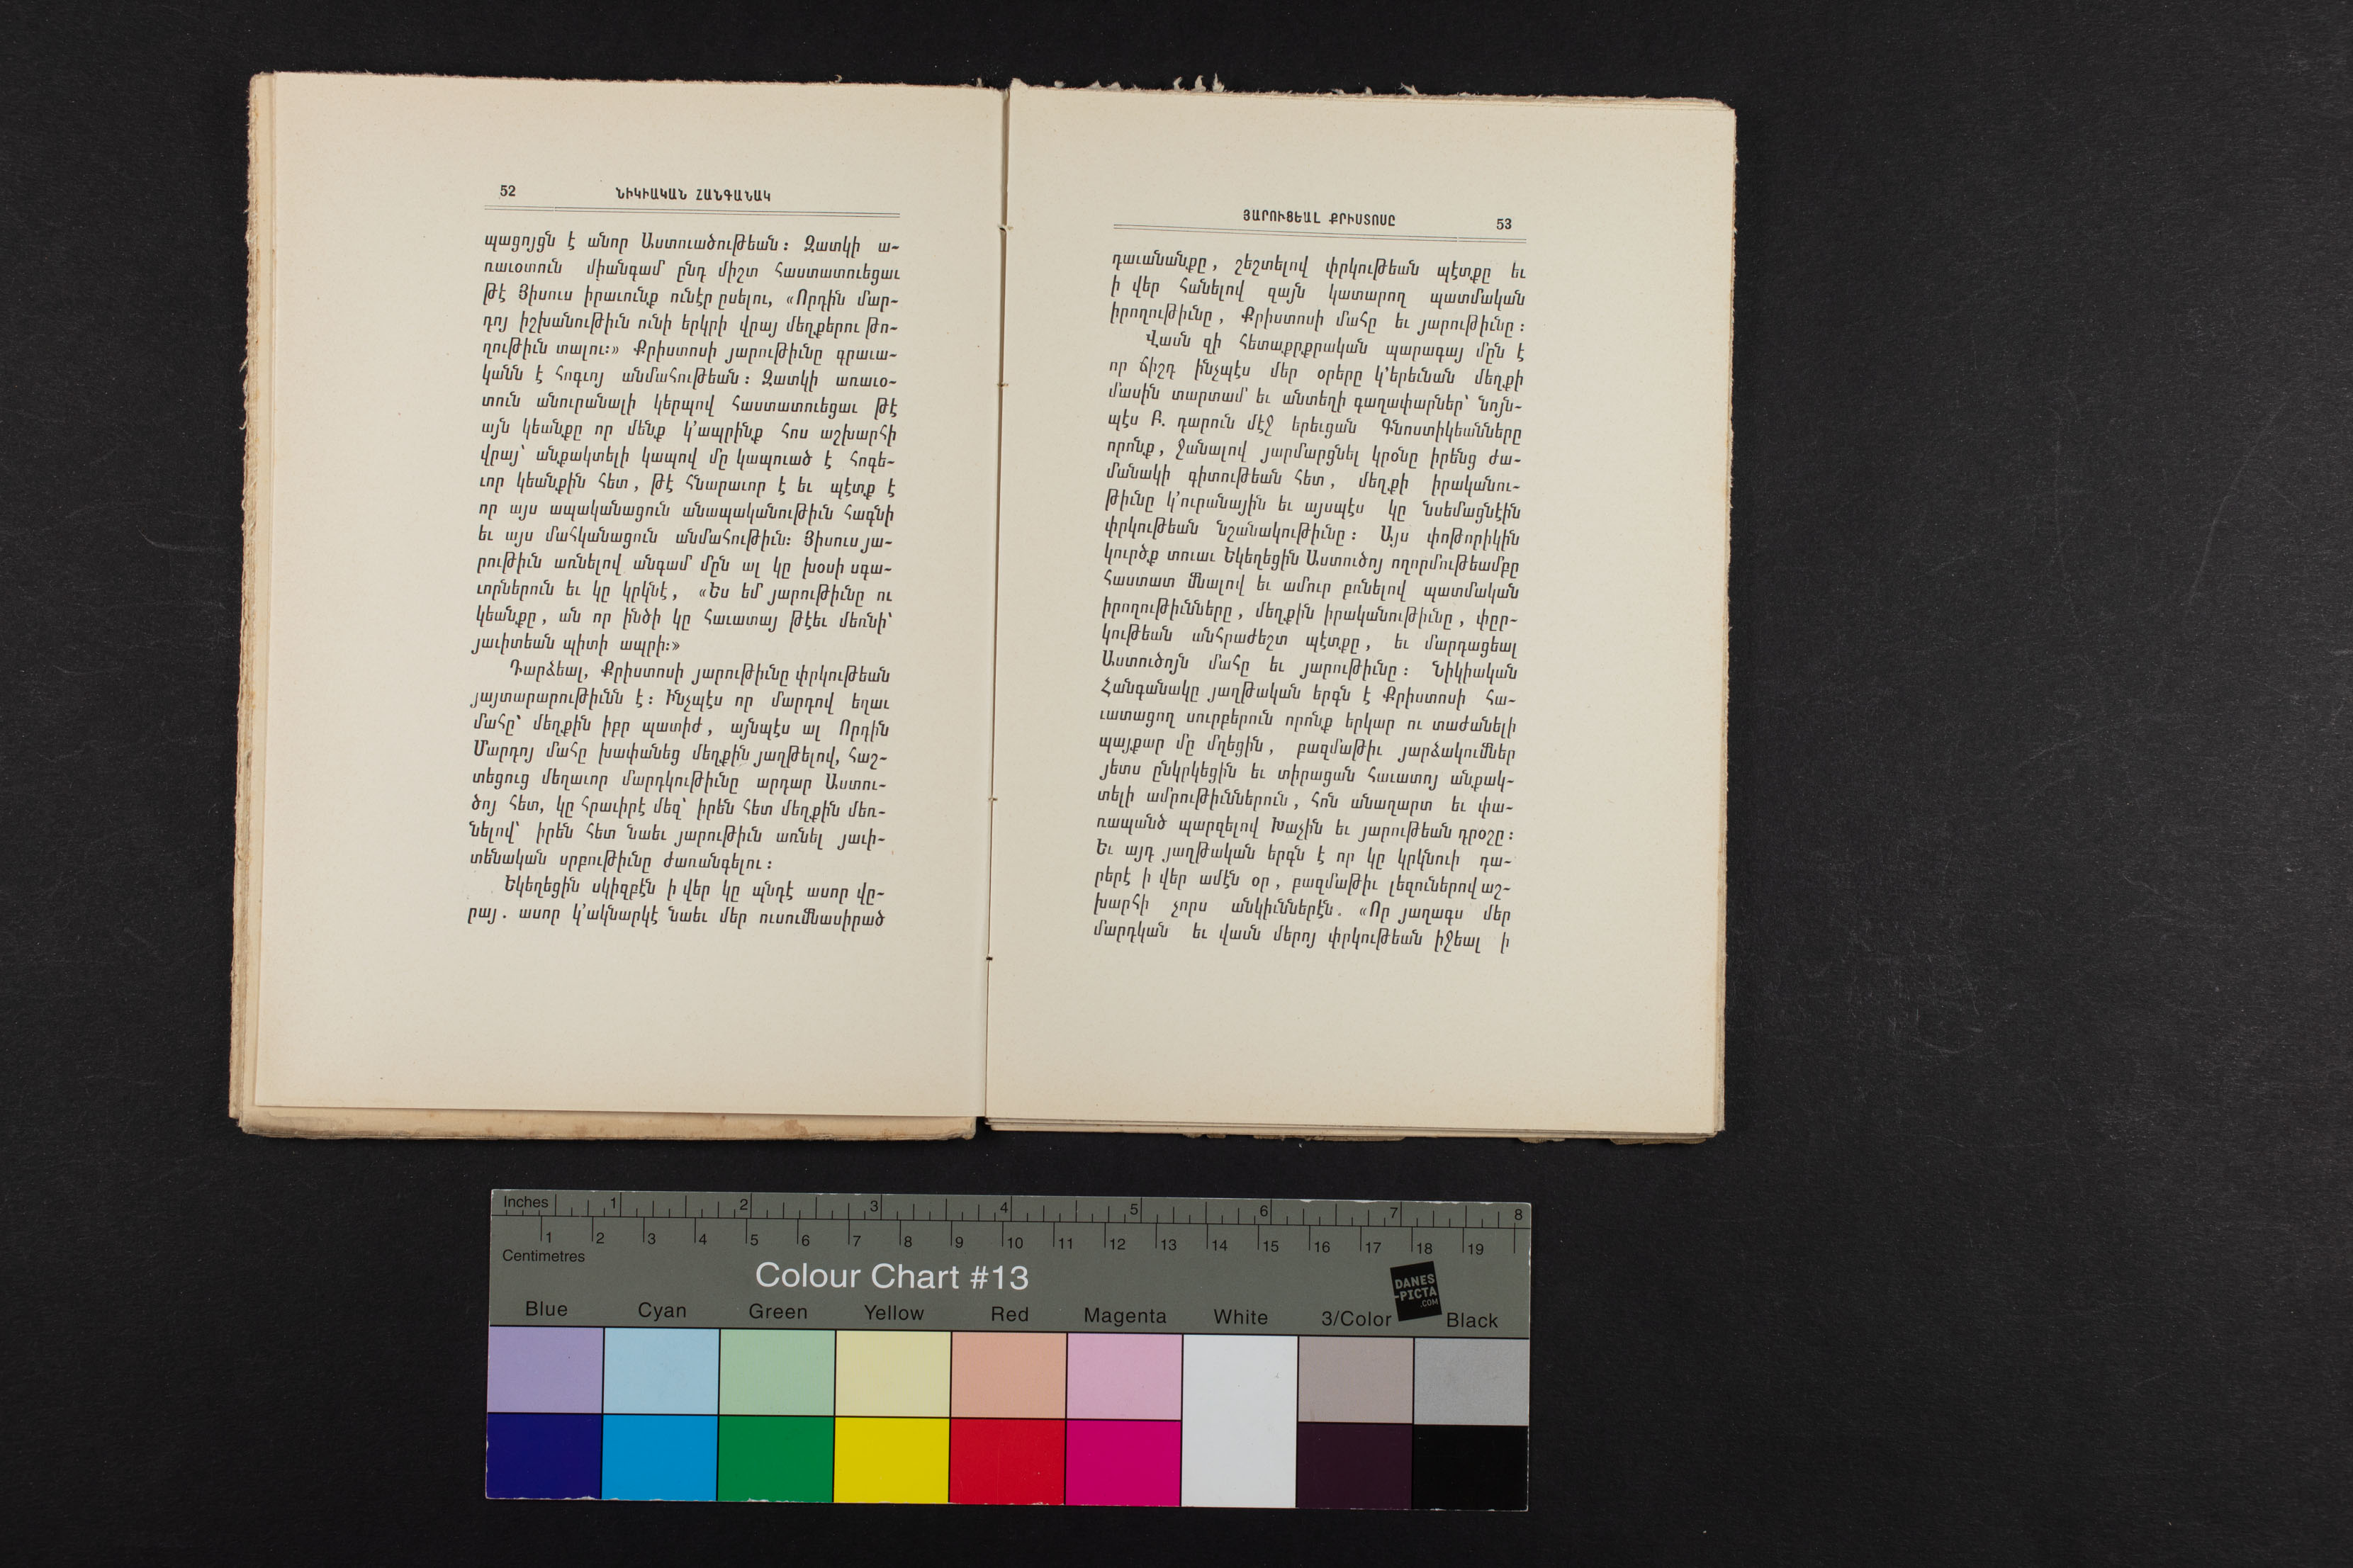 52
ՆԻԿԻԱԿԱՆ ՀԱՆԳԱՆԱԿ
պացոյցն է անոր Աստուածութեան։ Զատկի ա-
ռաւօտուն միանգամ ընդ միշտ հաստատուեցաւ
թէ Յիսուս իրաւունք ունէր ըսելու, «Որդին մար-
դոյ իշխանութիւն ունի երկրի վրայ մեղքերու թո-
ղութիւն տալու։» Քրիստոսի յարութիւնը գրաւա-
կանն է հոգւոյ անմահութեան։ Զատկի առաւօ-
տուն անուրանալի կերպով հաստատուեցաւ թէ
այն կեանքը որ մենք կ՚ապրինք հոս աշխարհի
վրայ՝ անքակտելի կապով մը կապուած է հոգե-
ւոր կեանքին հետ, թէ հնարաւոր է եւ պէտք է
որ այս ապականացուն անապականութիւն հագնի
եւ այս մահկանացուն անմահութիւն։ Յիսուս յա-
րութիւն առնելով անգամ մըն ալ կը խօսի սգա-
ւորներուն եւ կը կրկնէ, «Ես եմ յարութիւնը ու
կեանքը, ան որ ինծի կը հաւատայ թէեւ մեռնի՝
յաւիտեան պիտի ապրի։»
Դարձեալ, Քրիստոսի յարութիւնը փրկութեան
յայտարարութիւնն է։ Ինչպէս որ մարդով եղաւ
մահը՝ մեղքին իբր պատիժ, այնպէս ալ Որդին
Մարդոյ մահը խափանեց մեղքին յաղթելով, հաշ-
տեցուց մեղաւոր մարդկութիւնը արդար Աստու-
ծոյ հետ, կը հրաւիրէ մեզ՝ իրեն հետ մեղքին մեռ-
նելով՝ իրեն հետ նաեւ յարութիւն առնել յաւի-
տենական սրբութիւնը ժառանգելու։
Եկեղեցին սկիզբէն ի վեր կը պնդէ ասոր վը-
րայ. ասոր կ՚ակնարկէ նաեւ մեր ուսումնասիրած
ՅԱՐՈՒՑԵԱԼ ՔՐԻՍՏՈՍԸ
53
դաւանանքը, շեշտելով փրկութեան պէտքը եւ
ի վեր հանելով զայն կատարող պատմական
իրողութիւնը, Քրիստոսի մահը եւ յարութիւնը։
Վասն զի հետաքրքրական պարագայ մըն է
որ ճիշդ ինչպէս մեր օրերը կ՚երեւնան մեղքի
մասին տարտամ եւ անտեղի գաղափարներ՝ նոյն-
պէս Բ. դարուն մէջ երեւցան Գնոստիկեանները
որոնք, ջանալով յարմարցնել կրօնը իրենց ժա-
մանակի գիտութեան հետ, մեղքի իրականու-
թիւնը կ՚ուրանային եւ այսպէս կը նսեմացնէին
փրկութեան նշանակութիւնը։ Այս փոթորիկին
կուրծք տուաւ Եկեղեցին Աստուծոյ ողորմութեամբը
հաստատ մնալով եւ ամուր բռնելով պատմական
իրողութիւնները, մեղքին իրականութիւնը, փըր-
կութեան անհրաժեշտ պէտքը, եւ մարդացեալ
Աստուծոյն մահը եւ յարութիւնը։ Նիկիական
Հանգանակը յաղթական երգն է Քրիստոսի հա-
ւատացող սուրբերուն որոնք երկար ու տաժանելի
պայքար մը մղեցին, բազմաթիւ յարձակումներ
յետս ընկրկեցին եւ տիրացան հաւատոյ անքակ-
տելի ամրութիւններուն, հոն անաղարտ եւ փա-
ռապանծ պարզելով Խաչին եւ յարութեան դրօշը։
Եւ այդ յաղթական երգն է որ կը կրկնուի դա-
րերէ ի վեր ամէն օր, բազմաթիւ լեզուներով աշ-
խարհի չորս անկիւններէն. «Որ յաղագս մեր
մարդկան եւ վասն մերոյ փրկութեան իջեալ ի
Inches 1 2 3 4 5 6 7 8
1 2 3 4 5 6 7 8 9 10 11 12 13 14 15 16 17 18 19
Centimetres
Colour Chart #13
DANES
-PICTA
.COM
Blue Cyan Green Yellow Red Magenta White 3/Color Black